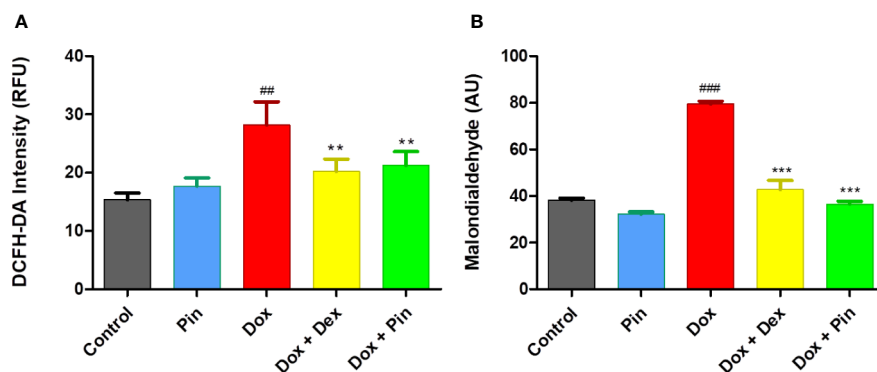 A
DCFH-DA Intensity (RFU)
40
30
20
10
0
##
**
**
Control
Pin
Dox
Dox + Dex
Dox + Pin
B
Malondialdehyde (AU)
100
80
60
40
20
0
###
***
***
Control
Pin
Dox
Dox + Dex
Dox + Pin